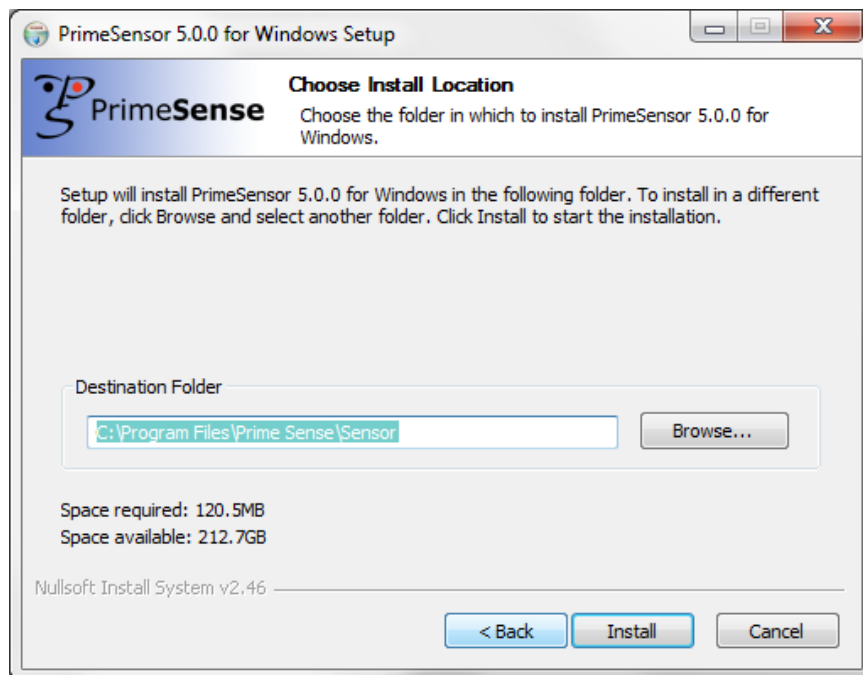 PrimeSensor 5.0.0 for Windows Setup
PrimeSense
Choose Install Location
Choose the folder in which to install PrimeSensor 5.0.0 for
Windows.
Setup will install PrimeSensor 5.0.0 for Windows in the following folder. To install in a different
folder, click Browse and select another folder. Click Install to start the installation.
Destination Folder
C:\Program Files\Prime Sense\Sensor
Browse...
Space required: 120.5MB
Space available: 212.7GB
Nullsoft Install System v2.46
< Back
Install
Cancel